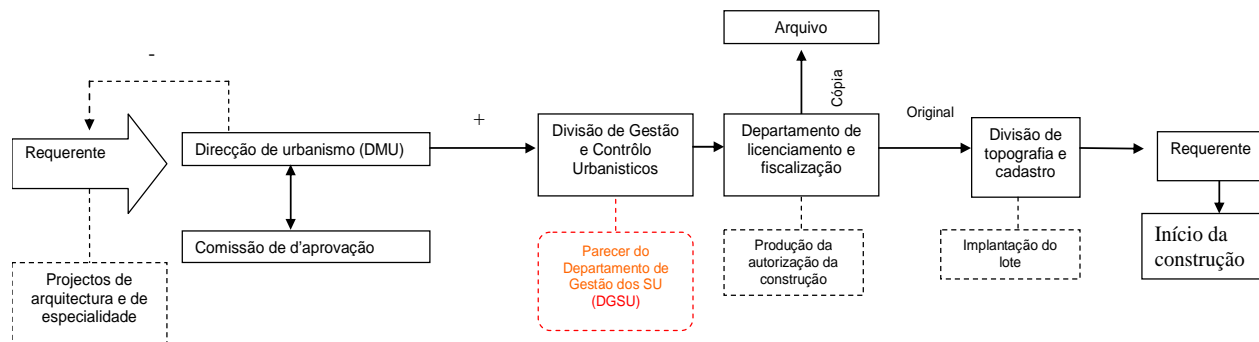 -
Requerente
Projectos de
arquitectura e de
especialidade
Direcção de urbanismo (DMU)
Comissão de d'aprovação
+
Divisão de Gestão
e Contrôlo
Urbanisticos
Parecer do
Departamento de
Gestão dos SU
(DGSU)
Arquivo
Cópia
Departamento de
licenciamento e
fiscalização
Produção da
autorização da
construção
Original
Divisão de
topografia e
cadastro
Implantação do
lote
Requerente
Início da
construção